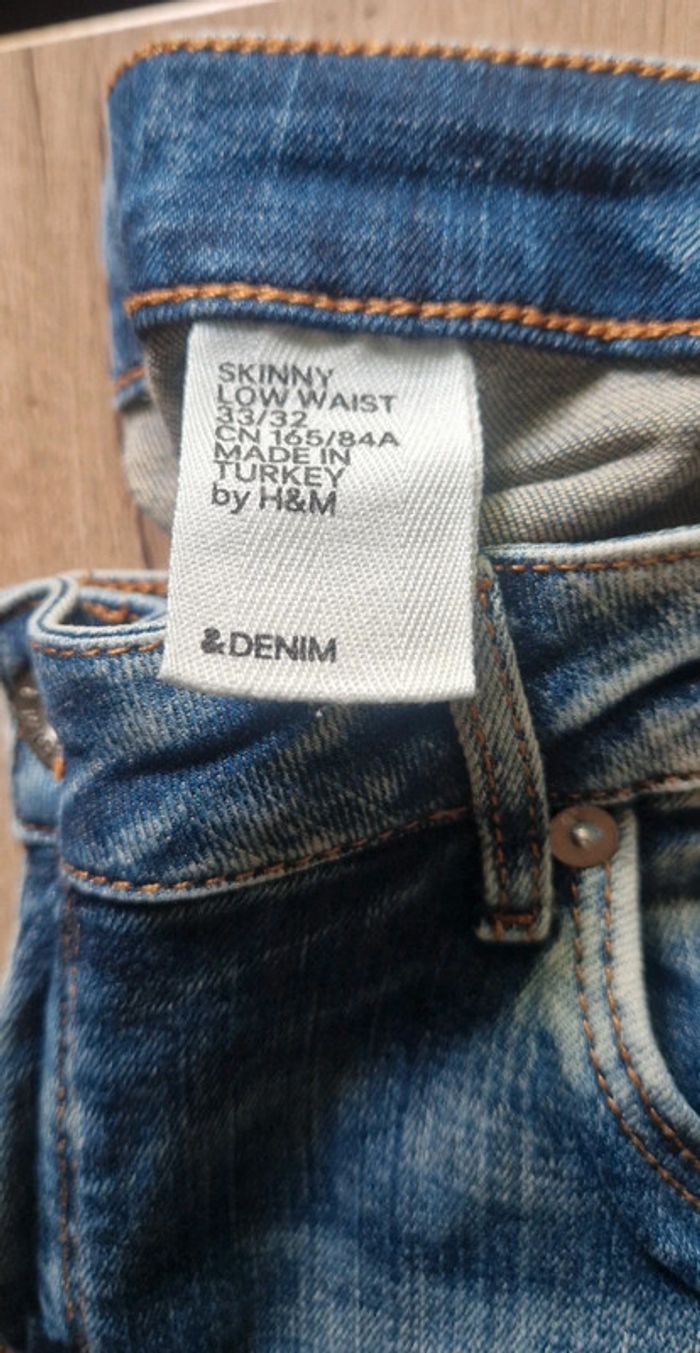 SKINNY
LOW WAIST
33/32
CN 165/84A
MADE IN
TURKEY
by H&M
&DENIM